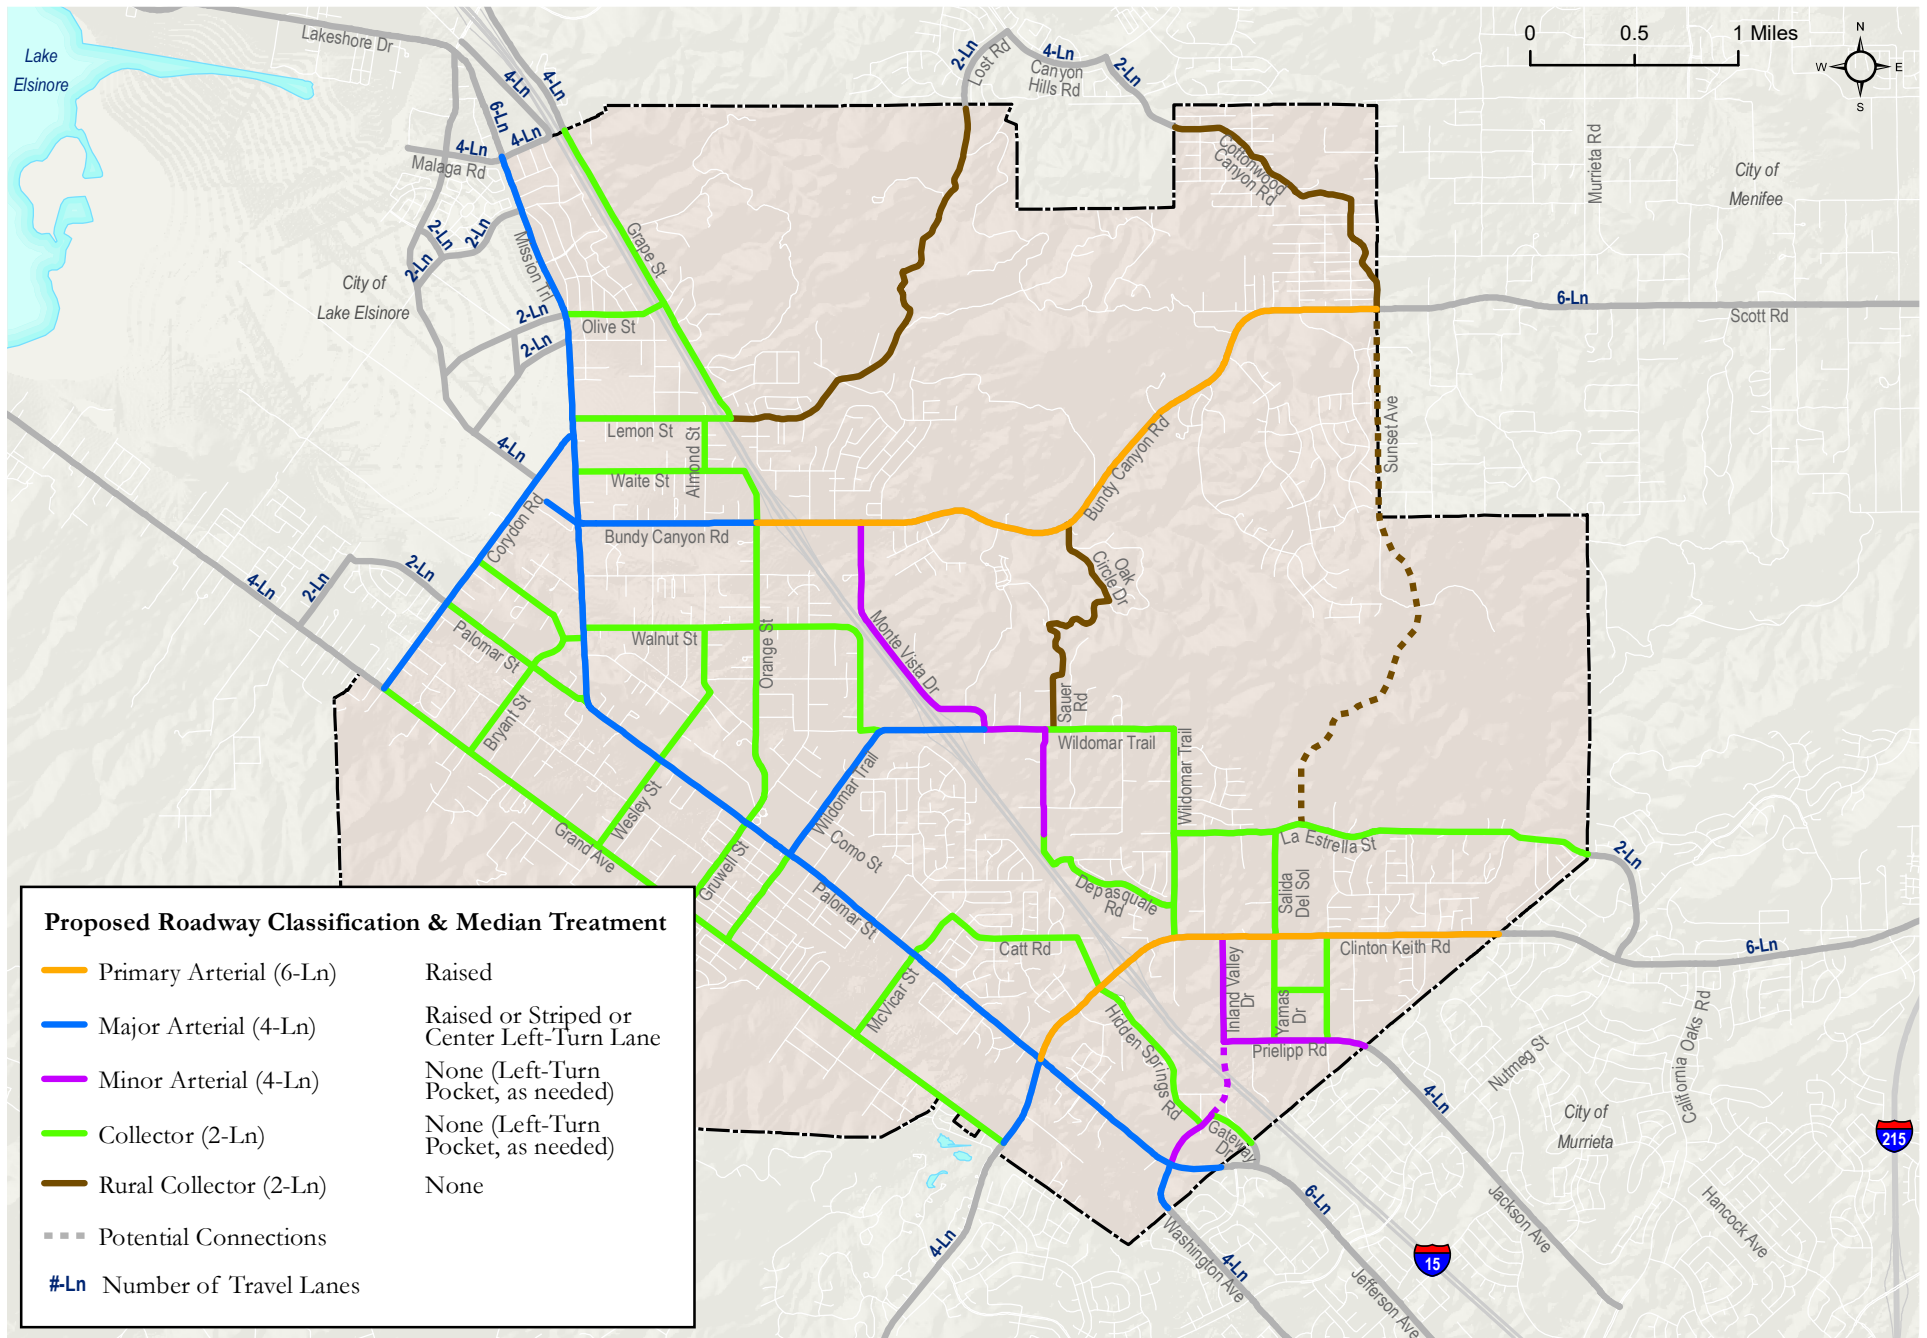 Lake
Elsinore
Lakeshore Dr
4-Ln
4-Ln
6-Ln
4-Ln
4-Ln
Malaga Rd
2-Ln
Lost Rd
4-Ln
Canyon
Hills Rd
2-Ln
0 0.5 1 Miles
N
W E
S
Cottonwood
Canyon Rd
Murrieta Rd
City of
Menifee
2-Ln
2-Ln
2-Ln
Mission Trl
Grape St
City of
Lake Elsinore
2-Ln
2-Ln
Olive St
6-Ln
Scott Rd
Lemon St
Almond St
Waite St
4-Ln
Corydon Rd
Bundy Canyon Rd
Bundy Canyon Rd
Sunset Ave
Oak
Circle Dr
4-Ln
2-Ln
2-Ln
Palomar St
Walnut St
Orange St
Monte Vista Dr
Sauer
Rd
Bryant St
Wildomar Trail
Wildomar Trail
Wildomar Trail
Wesley St
Grand Ave
Gruwell St
Como St
La Estrella St
2-Ln
Depasquale
Rd
Salida
Del Sol
Palomar St
Catt Rd
Clinton Keith Rd
6-Ln
McVicar St
Hidden Springs Rd
Inland Valley
Dr
Yamas
Dr
Prielipp Rd
Nutmeg St
California Oaks Rd
4-Ln
City of
Murrieta
Gateway
Dr
215
6-Ln
Jackson Ave
Hancock Ave
4-Ln
Washington Ave
4-Ln
15
Jefferson Ave
Proposed Roadway Classification & Median Treatment
Primary Arterial (6-Ln) Raised
Major Arterial (4-Ln) Raised or Striped or
Center Left-Turn Lane
Minor Arterial (4-Ln) None (Left-Turn
Pocket, as needed)
Collector (2-Ln) None (Left-Turn
Pocket, as needed)
Rural Collector (2-Ln) None
Potential Connections
#-Ln Number of Travel Lanes